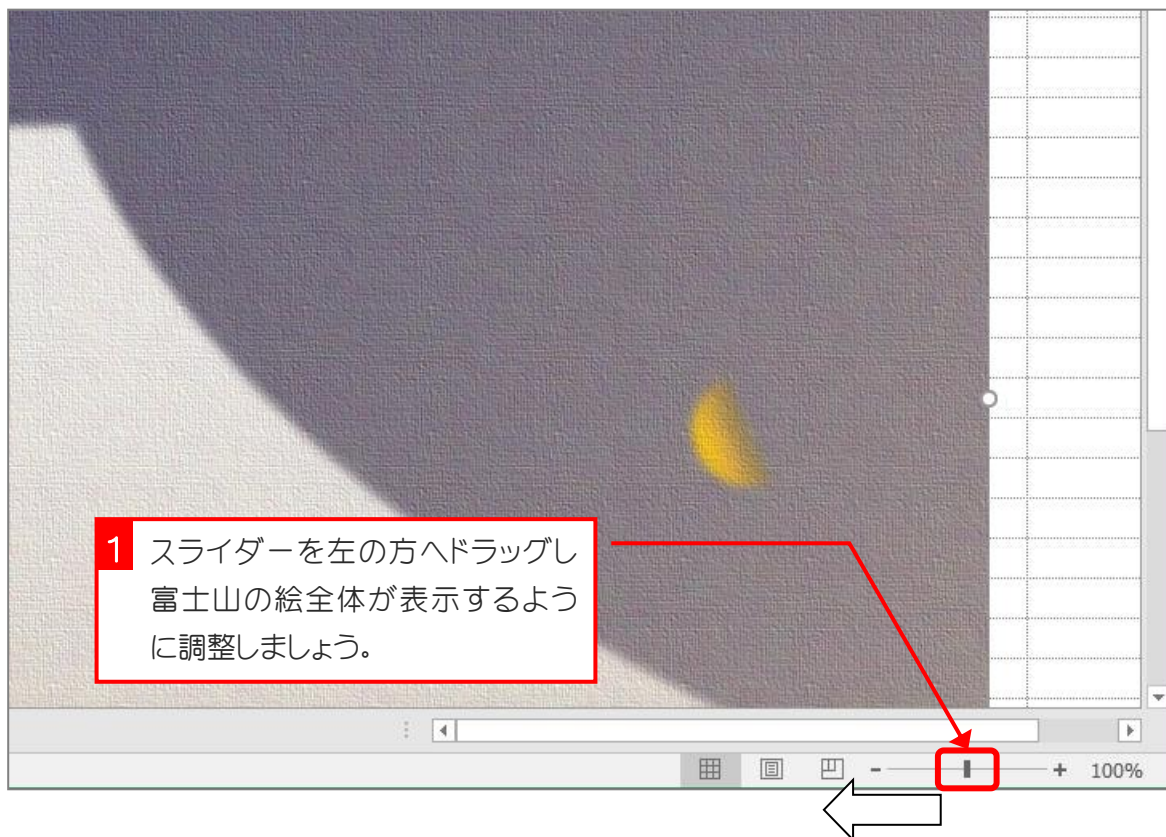 1 スライダーを左の方へドラッグし
富士山の絵全体が表示するよう
に調整しましょう。
- + 100%